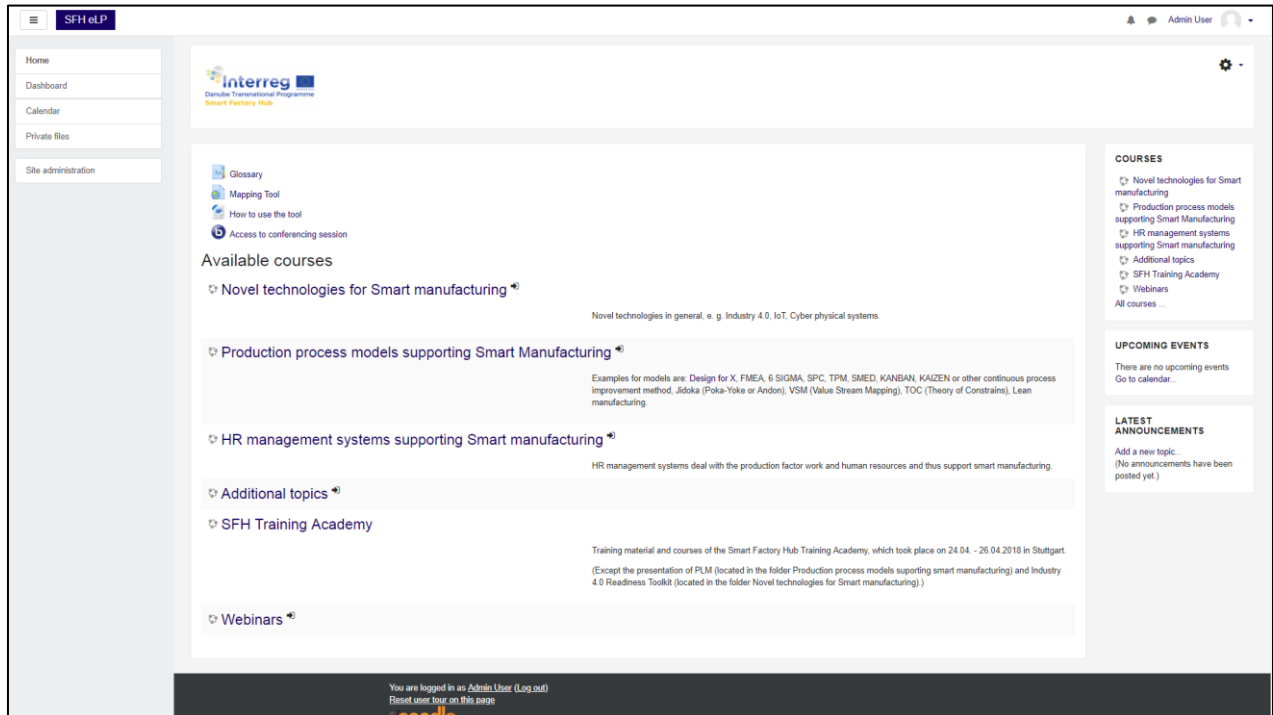 SFH eLP
Admin User
Home
Dashboard
Calendar
Private files
Site administration
Interreg
Danube Transnational Programme
Smart Factory Hub
Glossary
Mapping Tool
How to use the tool
Access to conferencing session
Available courses
Novel technologies for Smart manufacturing
Novel technologies in general, e. g. Industry 4.0, IoT, Cyber physical systems.
Production process models supporting Smart Manufacturing
Examples for models are: Design for X, FMEA, 6 SIGMA, SPC, TPM, SMED, KANBAN, KAIZEN or other continuous process
improvement method, Jidoka (Poka-Yoke or Andon), VSM (Value Stream Mapping), TOC (Theory of Constrains), Lean
manufacturing.
HR management systems supporting Smart manufacturing
HR management systems deal with the production factor work and human resources and thus support smart manufacturing.
Additional topics
SFH Training Academy
Training material and courses of the Smart Factory Hub Training Academy, which took place on 24.04. - 26.04.2018 in Stuttgart.
(Except the presentation of PLM (located in the folder Production process models suporting smart manufacturing) and Industry
4.0 Readiness Toolkit (located in the folder Novel technologies for Smart manufacturing).)
Webinars
COURSES
Novel technologies for Smart
manufacturing
Production process models
supporting Smart Manufacturing
HR management systems
supporting Smart manufacturing
Additional topics
SFH Training Academy
Webinars
All courses ...
UPCOMING EVENTS
There are no upcoming events
Go to calendar...
LATEST
ANNOUNCEMENTS
Add a new topic...
(No announcements have been
posted yet.)
You are logged in as Admin User (Log out)
Reset user tour on this page
moodle